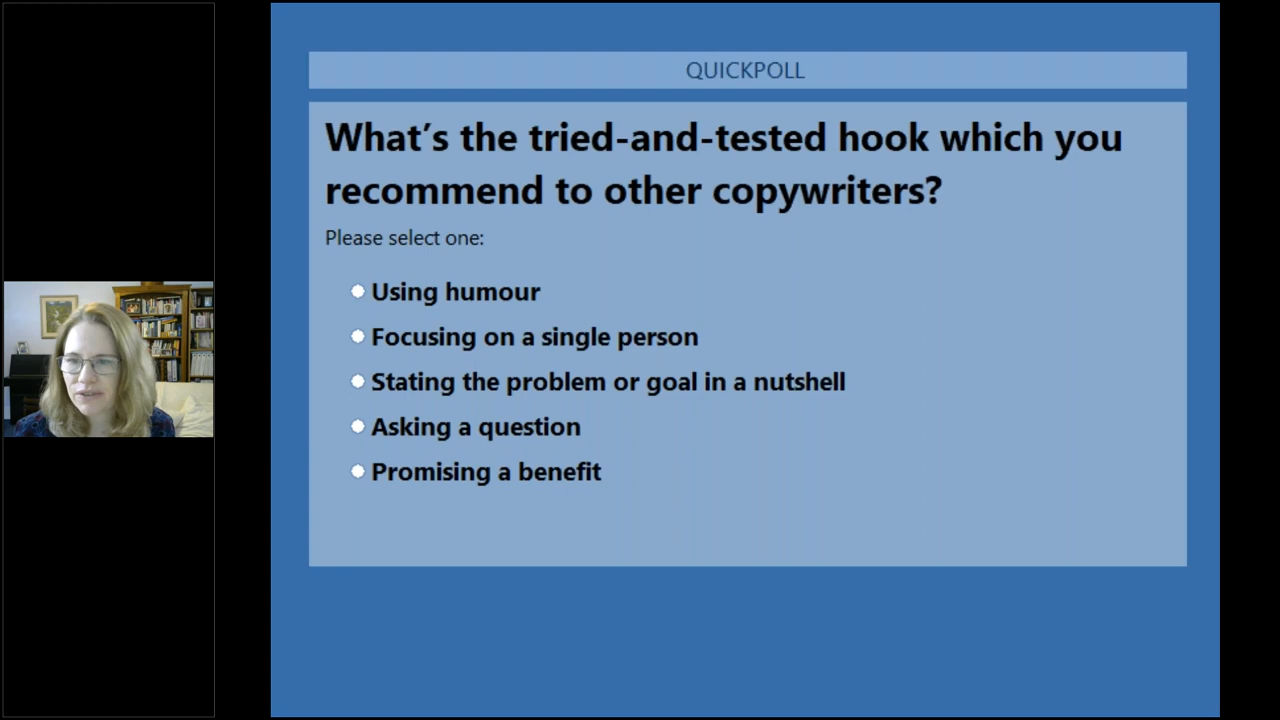 QUICKPOLL
What’s the tried-and-tested hook which you
recommend to other copywriters?
Please select one:
Using humour
Focusing on a single person
Stating the problem or goal in a nutshell
Asking a question
Promising a benefit